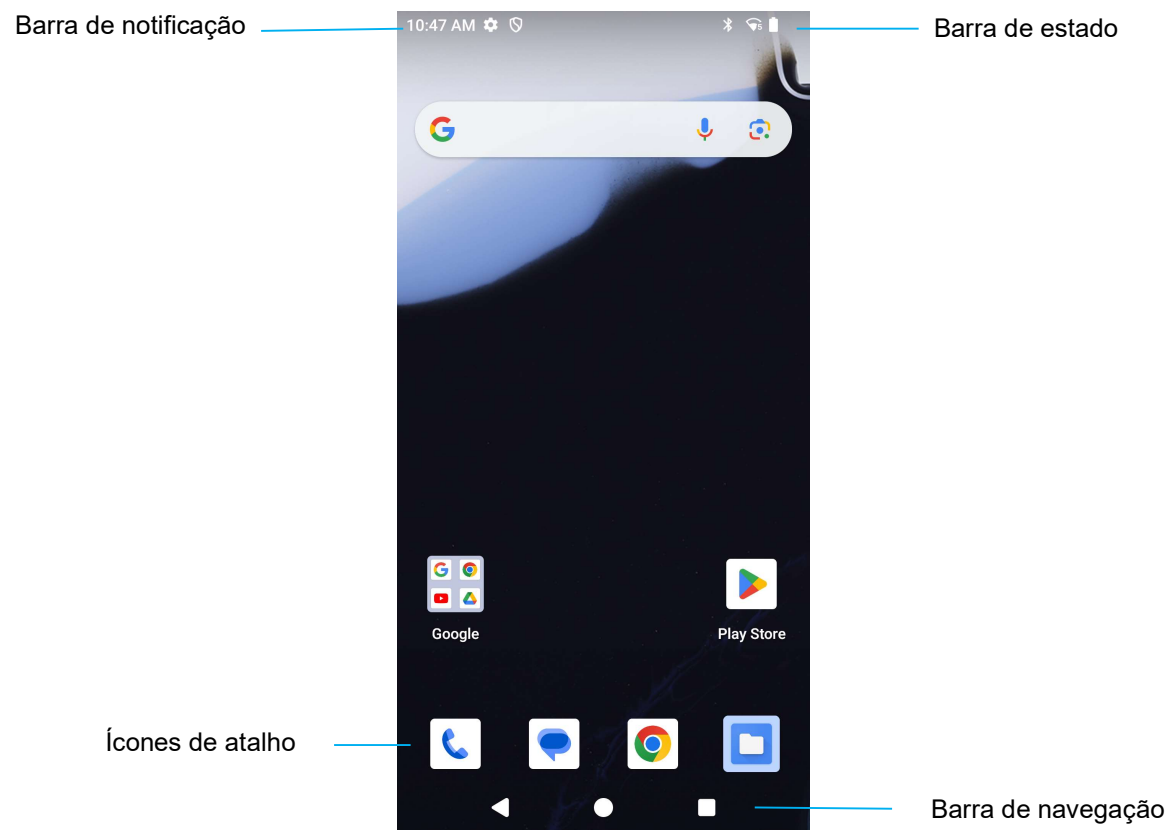 Barra de notificação
10:47 AM
Barra de estado
Google
Play Store
Ícones de atalho
Barra de navegação